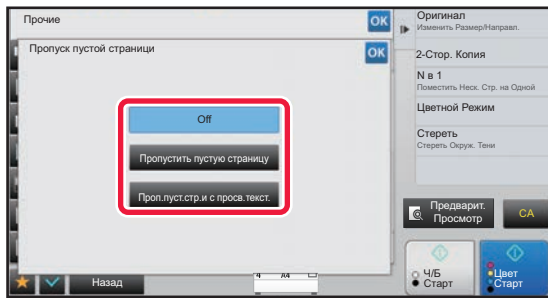 Прочие
OK
Пропуск пустой страницы
OK
Off
Пропустить пустую страницу
Проп.пуст.стр.и с просв.текст.
Назад
A4
Оригинал
Изменить Размер/Направл.
2-Стор. Копия
N в 1
Поместить Неск. Стр. на Одной
Цветной Режим
Стереть
Стереть Окруж. Тени
Предварит.
Просмотр
CA
Ч/Б
Старт
Цвет
Старт